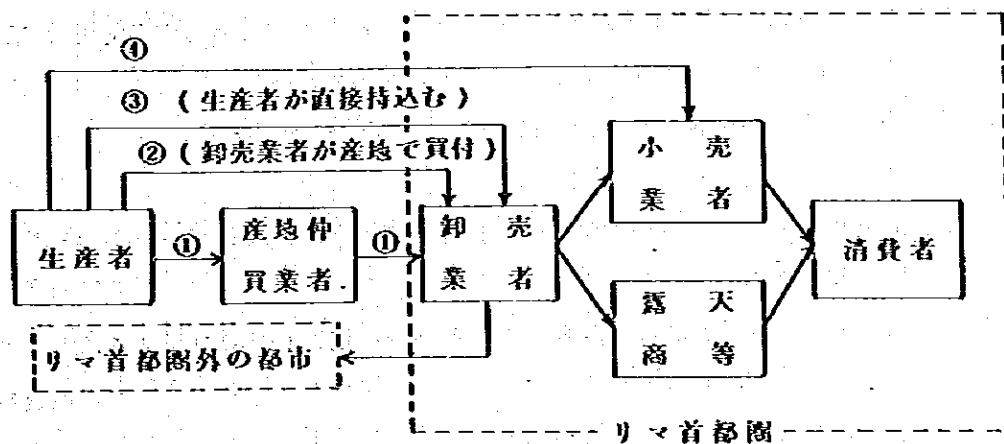 ④
③ (生産者が直接持込む)
② (卸売業者が産地で買付)
小売
業者
生産者
①
産地仲
買業者
①
卸売
業者
消費者
露天
商等
リマ首都圏外の都市
リマ首都圏